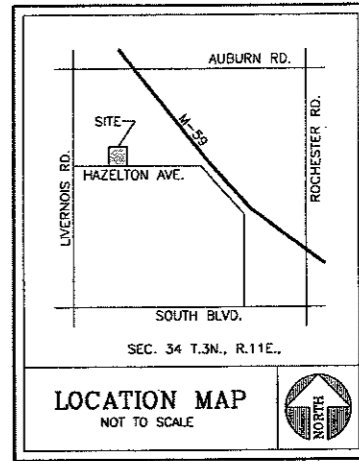 AUBURN RD.
M-59
SITE
LIVERNOIS RD.
ROCHESTER RD.
HAZELTON AVE.
SOUTH BLVD.
SEC. 34 T.3N., R.11E.,
LOCATION MAP
NOT TO SCALE
NORTH